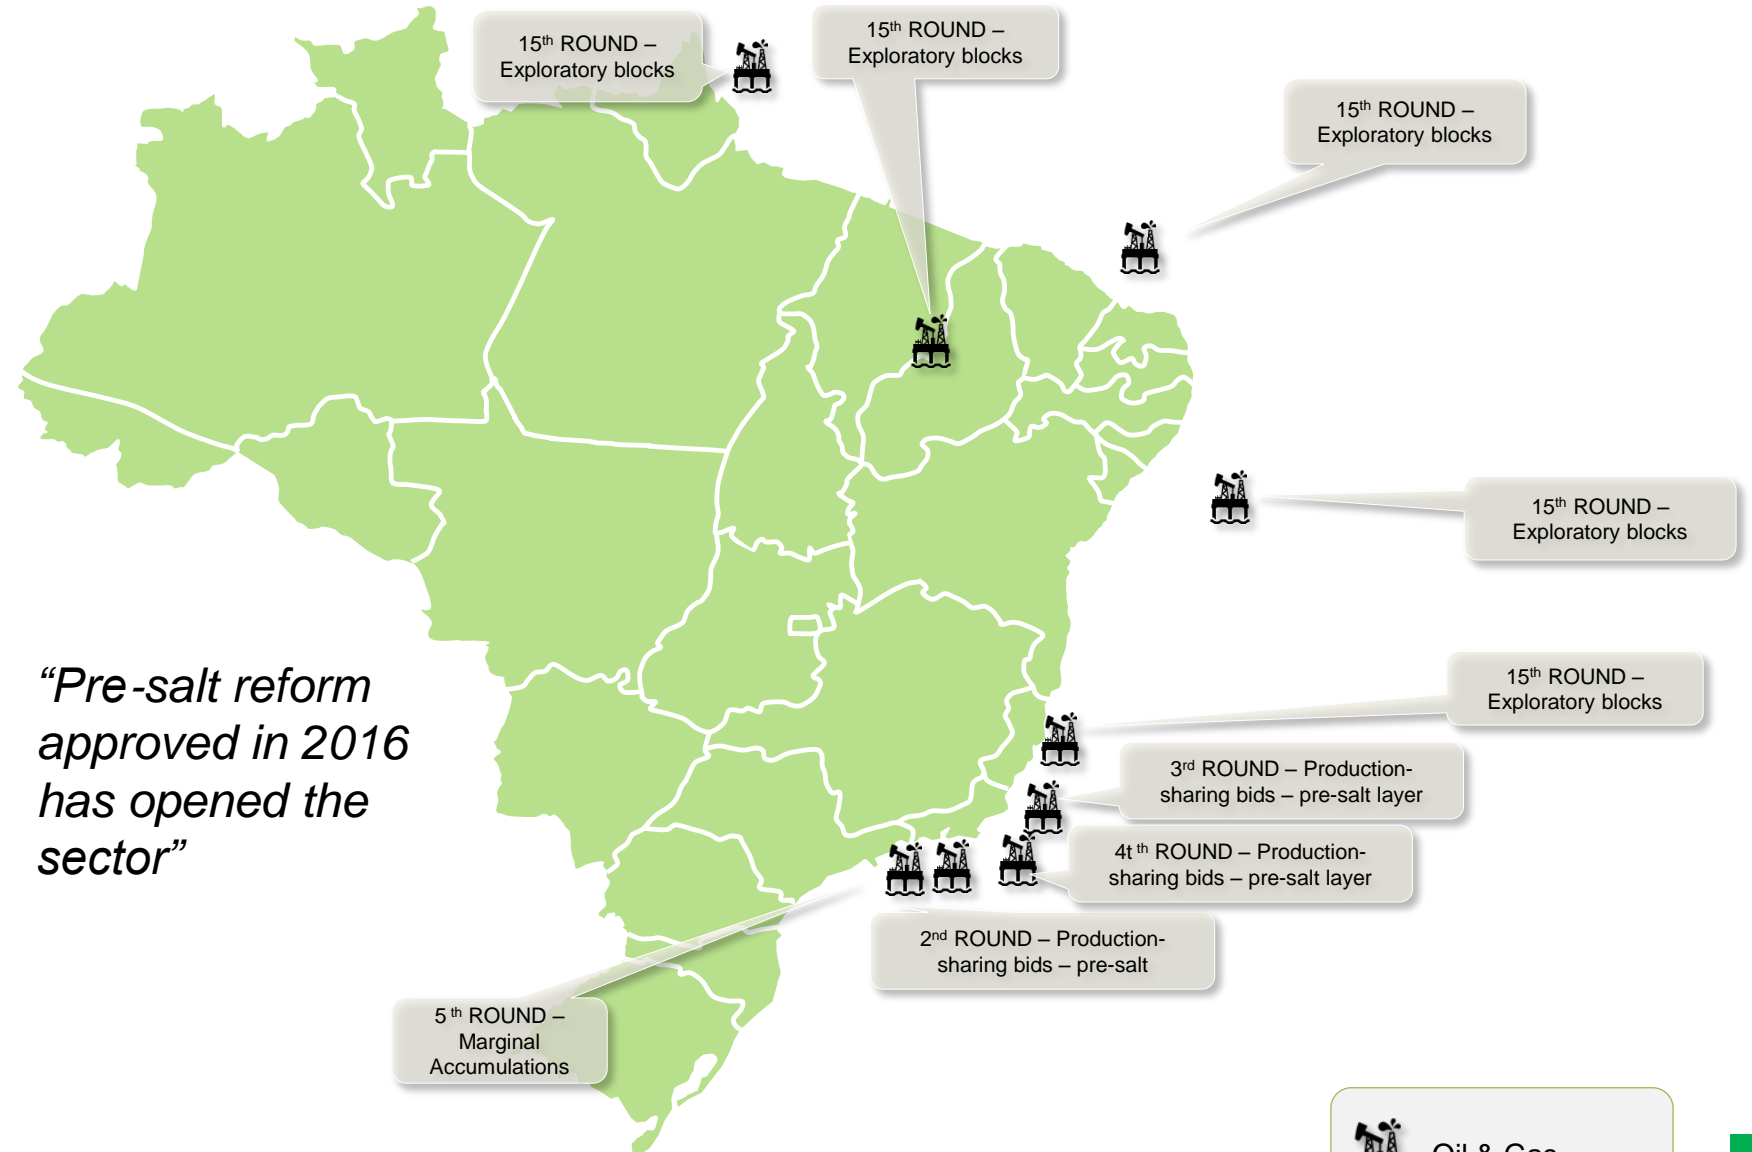 15th ROUND –
Exploratory blocks
15th ROUND –
Exploratory blocks
15th ROUND –
Exploratory blocks
15th ROUND –
Exploratory blocks
15th ROUND –
Exploratory blocks
“Pre-salt reform
approved in 2016
has opened the
sector”
3rd ROUND – Production-
sharing bids – pre-salt layer
4t th ROUND – Production-
sharing bids – pre-salt layer
2nd ROUND – Production-
sharing bids – pre-salt
5 th ROUND –
Marginal
Accumulations
Oil & Gas